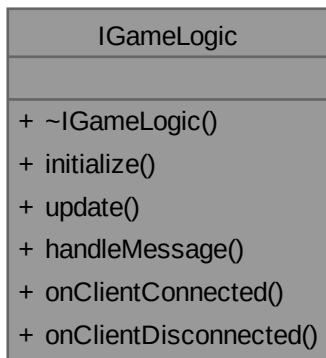 IGameLogic
+ ~IGameLogic()
+ initialize()
+ update()
+ handleMessage()
+ onClientConnected()
+ onClientDisconnected()